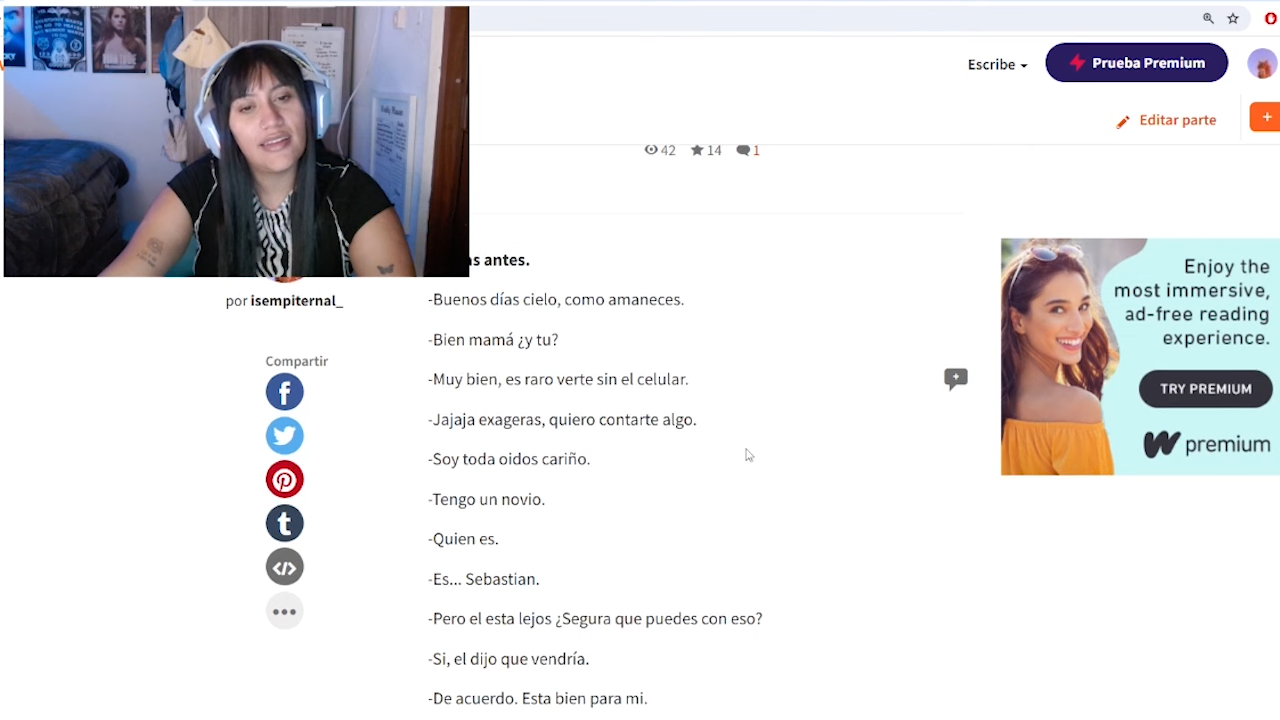 Escribe
Prueba Premium
Editar parte
+
42 14 1
s antes.
por isempiternal_
-Buenos días cielo, como amaneces.
-Bien mamá ¿y tu?
Compartir
-Muy bien, es raro verte sin el celular.
-Jajaja exageras, quiero contarte algo.
-Soy toda oidos cariño.
-Tengo un novio.
-Quien es.
-Es... Sebastian.
-Pero el esta lejos ¿Segura que puedes con eso?
-Si, el dijo que vendría.
-De acuerdo. Esta bien para mi.
Enjoy the
most immersive,
ad-free reading
experience.
TRY PREMIUM
premium